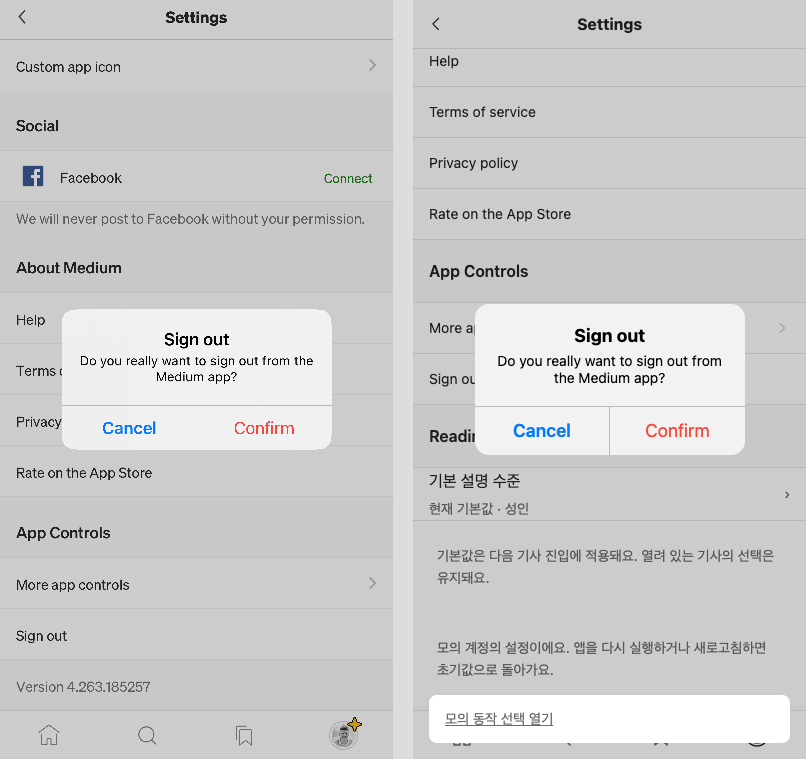 Settings
Custom app icon
Social
Facebook
Connect
We will never post to Facebook without your permission.
About Medium
Help
Terms
Privacy
Sign out
Do you really want to sign out from the
Medium app?
Cancel
Confirm
Rate on the App Store
App Controls
More app controls
Sign out
Version 4.263.185257
Settings
Help
Terms of service
Privacy policy
Rate on the App Store
App Controls
More
Sign
Sign out
Do you really want to sign out from
the Medium app?
Cancel
Confirm
기본 설명 수준
현재 기본값 · 성인
기본값은 다음 기사 진입에 적용돼요. 열려 있는 기사의 선택은
유지돼요.
모의 계정의 설정이에요. 앱을 다시 실행하거나 새로고침하면
초기값으로 돌아가요.
모의 동작 선택 열기